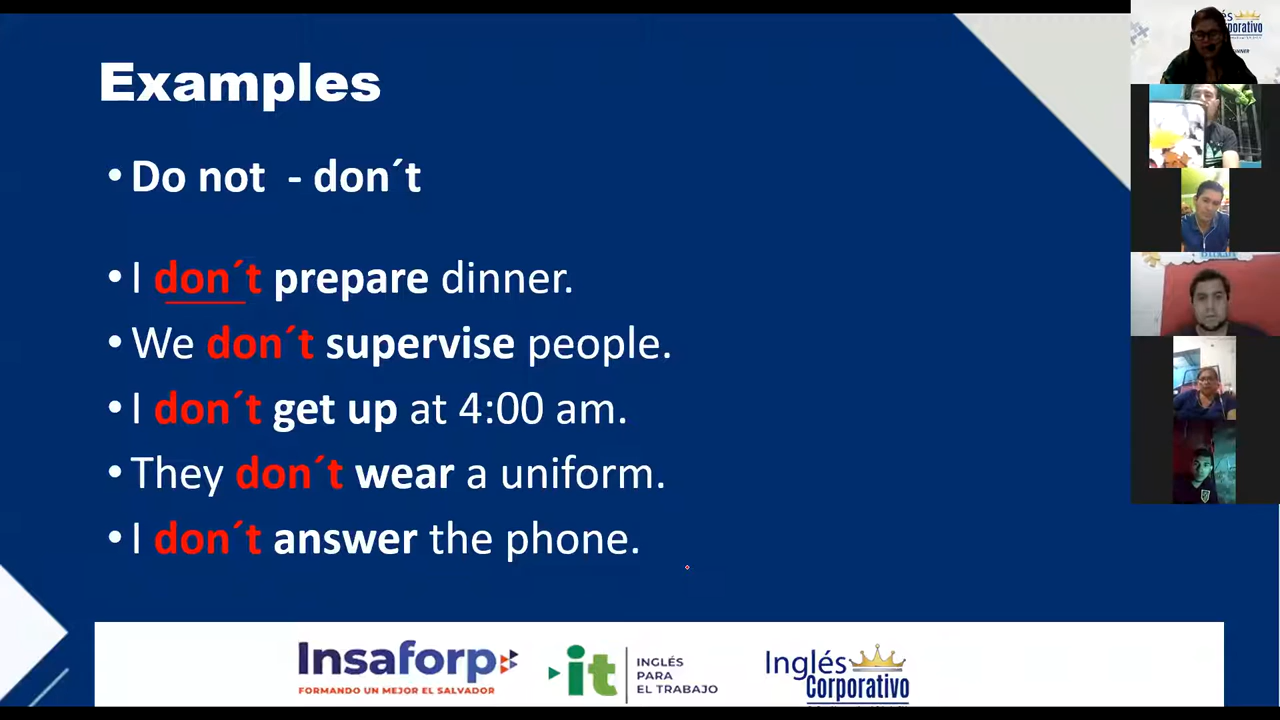 Examples
• Do not - don´t
• I don´t prepare dinner.
• We don´t supervise people.
• I don´t get up at 4:00 am.
• They don´t wear a uniform.
• I don´t answer the phone.
Insaforp
FORMANDO UN MEJOR EL SALVADOR
it
INGLÉS
PARA
EL TRABAJO
Inglés
Corporativo